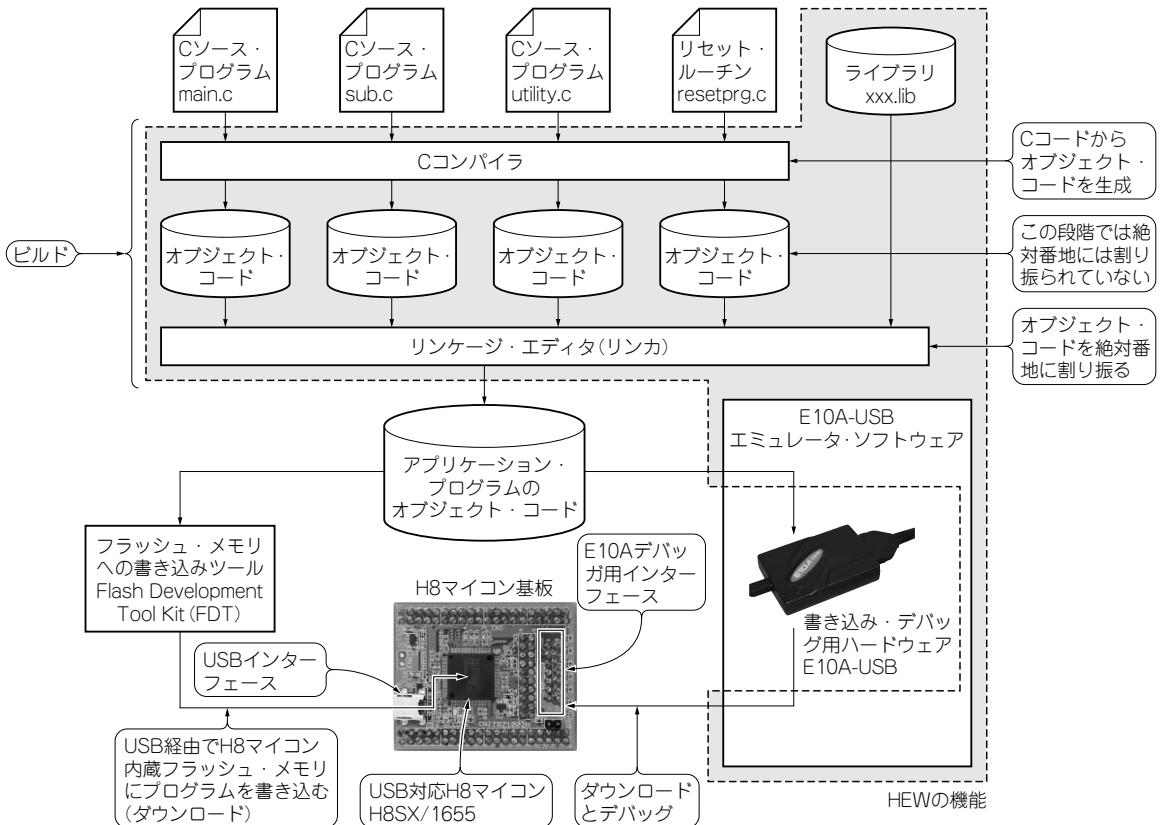 Cソース・
プログラム
main.c
Cソース・
プログラム
sub.c
Cソース・
プログラム
utility.c
リセット・
ルーチン
resetprg.c
ライブラリ
xxx.lib
Cコンパイラ
Cコードから
オブジェクト・
コードを生成
ビルド
オブジェクト・
コード
オブジェクト・
コード
オブジェクト・
コード
オブジェクト・
コード
この段階では絶
対番地には割り
振られていない
リンケージ・エディタ(リンカ)
オブジェクト・
コードを絶対番
地に割り振る
アプリケーション・
プログラムの
オブジェクト・コード
E10A-USB
エミュレータ・ソフトウェア
フラッシュ・メモリ
への書き込みツール
Flash Development
Tool Kit (FDT)
H8マイコン基板
E10Aデバッ
ガ用インター
フェース
E10A
書き込み・デバッ
グ用ハードウェア
E10A-USB
USBインター
フェース
USB経由でH8マイコン
内蔵フラッシュ・メモリ
にプログラムを書き込む
(ダウンロード)
USB対応H8マイコン
H8SX/1655
ダウンロード
とデバッグ
HEWの機能